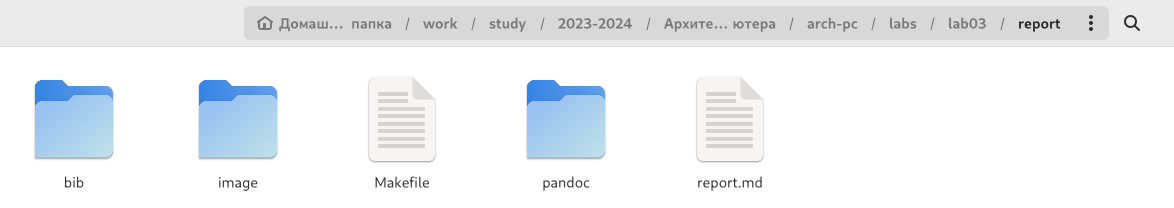 Домаш... папка / work / study / 2023-2024 / Архите... ютера / arch-pc / labs / lab03 / report
bib image Makefile pandoc report.md